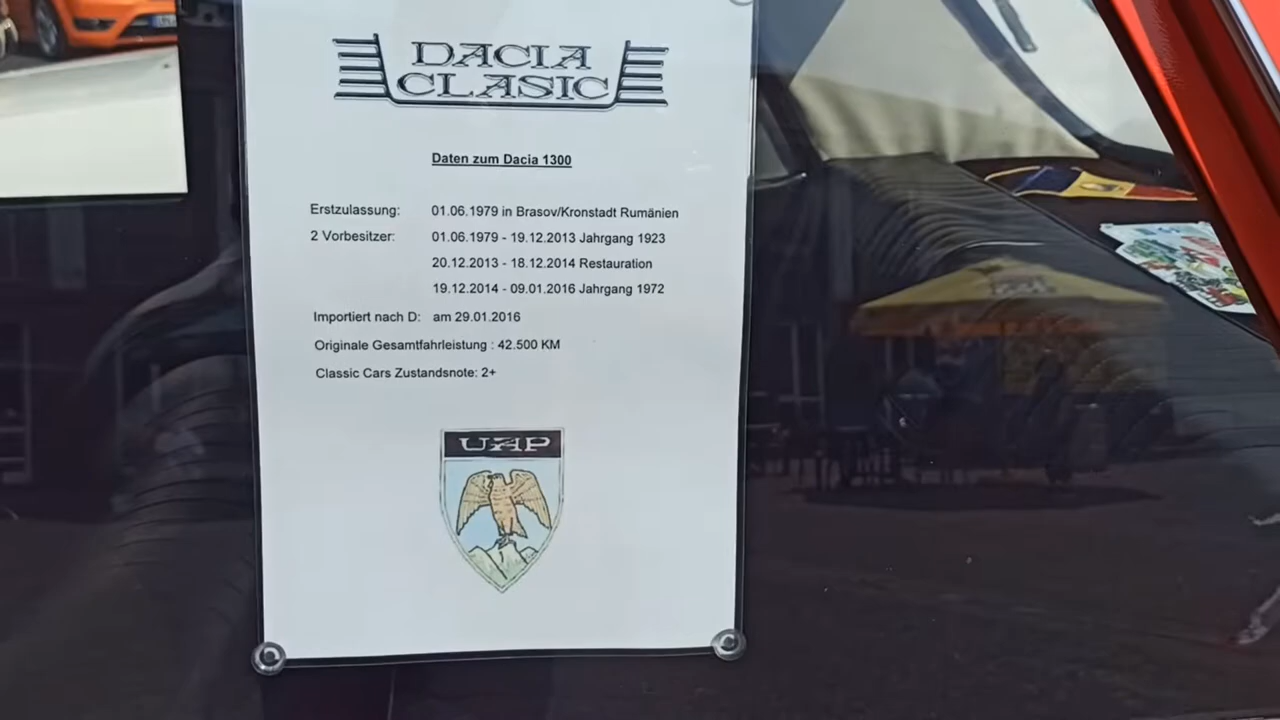 DACIA
CLASIC
Daten zum Dacia 1300
Erstzulassung: 01.06.1979 in Brasov/Kronstadt Rumänien
2 Vorbesitzer: 01.06.1979 - 19.12.2013 Jahrgang 1923
20.12.2013 - 18.12.2014 Restauration
19.12.2014 - 09.01.2016 Jahrgang 1972
Importiert nach D: am 29.01.2016
Originale Gesamtfahrleistung : 42.500 KM
Classic Cars Zustandsnote: 2+
UAP